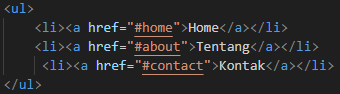 <ul>
    <li><a href="#home">Home</a></li>
    <li><a href="#about">Tentang</a></li>
     <li><a href="#contact">Kontak</a></li>
</ul>